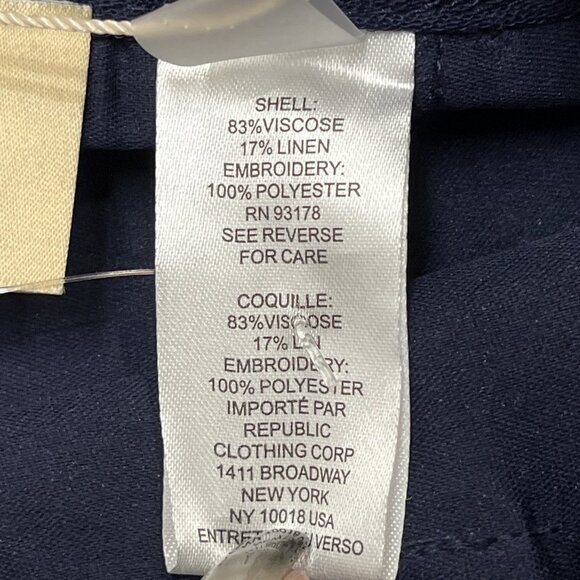 SHELL:
83%VISCOSE
17% LINEN
EMBROIDERY:
100% POLYESTER
RN 93178
SEE REVERSE
FOR CARE
COQUILLE:
83%VISCOSE
17% LIN
EMBROIDERY:
100% POLYESTER
IMPORTÉ PAR
REPUBLIC
CLOTHING CORP
1411 BROADWAY
NEW YORK
NY 10018 USA
VERSO